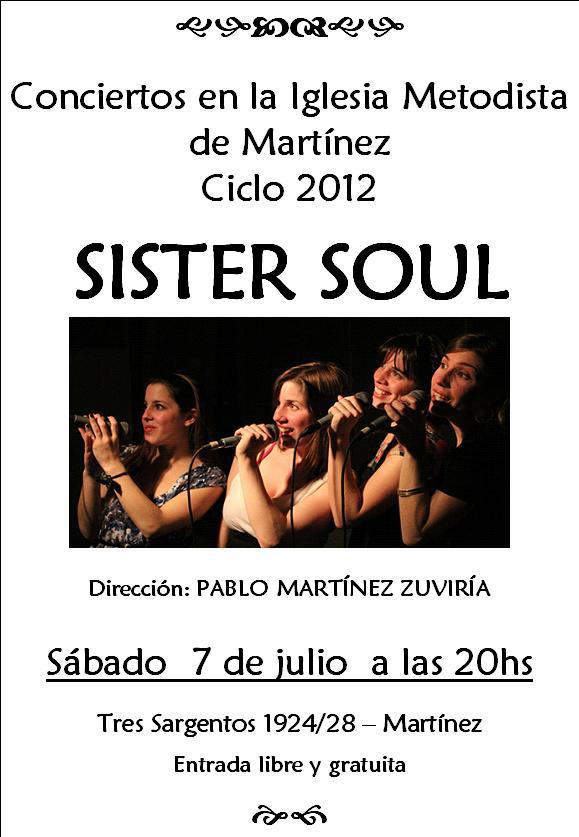 Conciertos en la Iglesia Metodista
de Martínez
Ciclo 2012
SISTER SOUL
Dirección: PABLO MARTÍNEZ ZUVIRÍA
Sábado 7 de julio a las 20hs
Tres Sargentos 1924/28 – Martínez
Entrada libre y gratuita